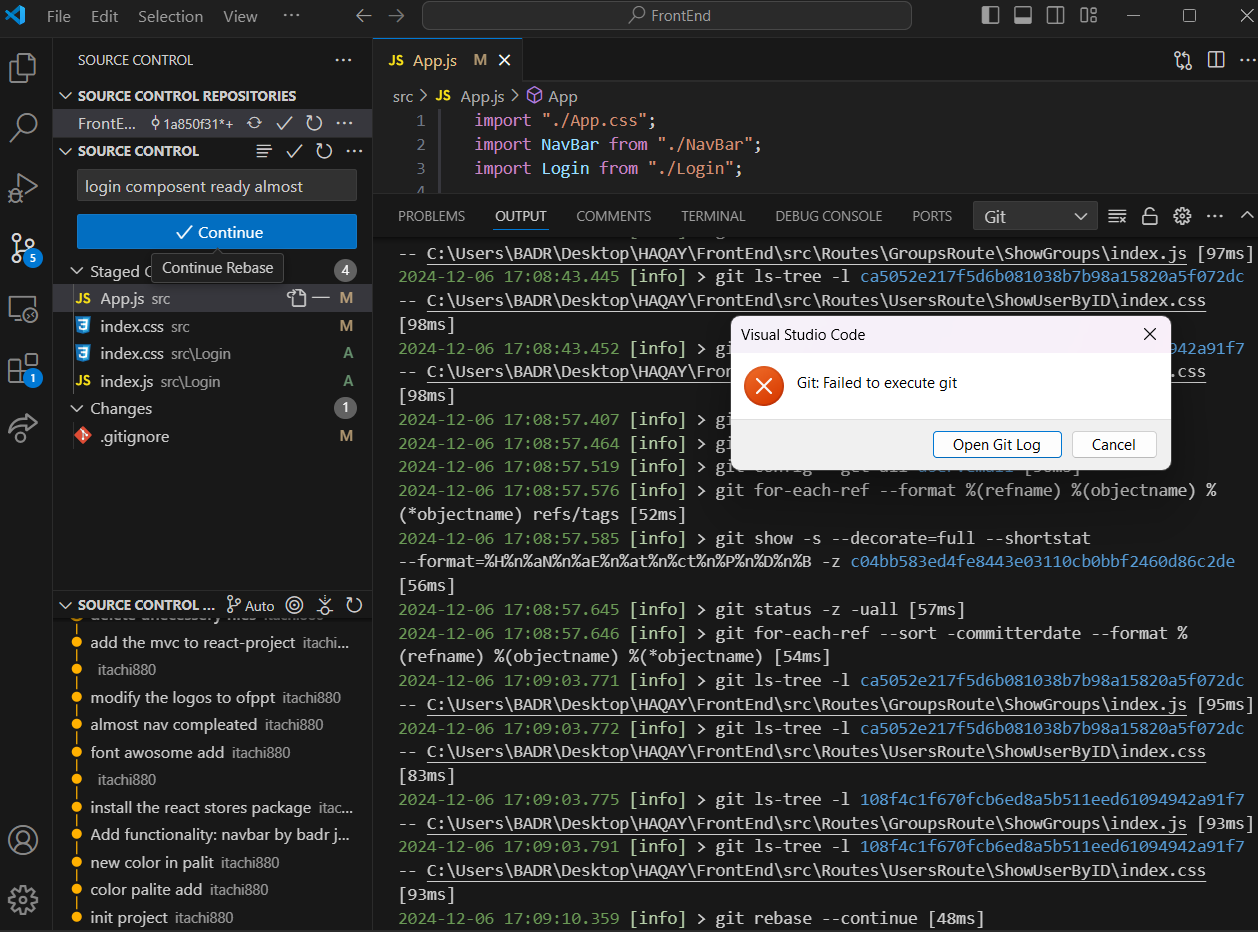 File Edit Selection View ··· FrontEnd
SOURCE CONTROL ···
SOURCE CONTROL REPOSITORIES
FrontE... 1a850f31*+ ···
SOURCE CONTROL ···
login component ready almost
Continue
Continue Rebase
Staged C 4
JS App.js src M
index.css src M
index.css src\Login A
JS index.js src\Login A
Changes 1
.gitignore M
5
1
SOURCE CONTROL ... Auto
delete unccessery files itachi880
add the mvc to react-project itachi...
itachi880
modify the logos to ofppt itachi880
almost nav compleated itachi880
font awosome add itachi880
itachi880
install the react stores package itac...
Add functionality: navbar by badr j...
new color in palit itachi880
color palite add itachi880
init project itachi880
JS App.js M
src > JS App.js > App
1 import "./App.css";
2 import NavBar from "./NavBar";
3 import Login from "./Login";
4
PROBLEMS OUTPUT COMMENTS TERMINAL DEBUG CONSOLE PORTS Git ···
-- C:\Users\BADR\Desktop\HAQAY\FrontEnd\src\Routes\GroupsRoute\ShowGroups\index.js [97ms]
2024-12-06 17:08:43.445 [info] > git ls-tree -l ca5052e217f5d6b081038b7b98a15820a5f072dc
-- C:\Users\BADR\Desktop\HAQAY\FrontEnd\src\Routes\UsersRoute\ShowUserByID\index.css
[98ms]
2024-12-06 17:08:43.452 [info] > gi 942a91f7
-- C:\Users\BADR\Desktop\HAQAY\Fron css
[98ms]
2024-12-06 17:08:57.407 [info] > gi
2024-12-06 17:08:57.464 [info] > gi
2024-12-06 17:08:57.519 [info] > git config
2024-12-06 17:08:57.576 [info] > git for-each-ref --format %(refname) %(objectname) %
(*objectname) refs/tags [52ms]
2024-12-06 17:08:57.585 [info] > git show -s --decorate=full --shortstat
--format=%H%n%aN%n%aE%n%at%n%ct%n%P%n%D%n%B -z c04bb583ed4fe8443e03110cb0bbf2460d86c2de
[56ms]
2024-12-06 17:08:57.645 [info] > git status -z -uall [57ms]
2024-12-06 17:08:57.646 [info] > git for-each-ref --sort -committerdate --format %
(refname) %(objectname) %(*objectname) [54ms]
2024-12-06 17:09:03.771 [info] > git ls-tree -l ca5052e217f5d6b081038b7b98a15820a5f072dc
-- C:\Users\BADR\Desktop\HAQAY\FrontEnd\src\Routes\GroupsRoute\ShowGroups\index.js [95ms]
2024-12-06 17:09:03.772 [info] > git ls-tree -l ca5052e217f5d6b081038b7b98a15820a5f072dc
-- C:\Users\BADR\Desktop\HAQAY\FrontEnd\src\Routes\UsersRoute\ShowUserByID\index.css
[83ms]
2024-12-06 17:09:03.775 [info] > git ls-tree -l 108f4c1f670fcb6ed8a5b511eed61094942a91f7
-- C:\Users\BADR\Desktop\HAQAY\FrontEnd\src\Routes\GroupsRoute\ShowGroups\index.js [93ms]
2024-12-06 17:09:03.791 [info] > git ls-tree -l 108f4c1f670fcb6ed8a5b511eed61094942a91f7
-- C:\Users\BADR\Desktop\HAQAY\FrontEnd\src\Routes\UsersRoute\ShowUserByID\index.css
[93ms]
2024-12-06 17:09:10.359 [info] > git rebase --continue [48ms]
Visual Studio Code
Git: Failed to execute git
Open Git Log Cancel